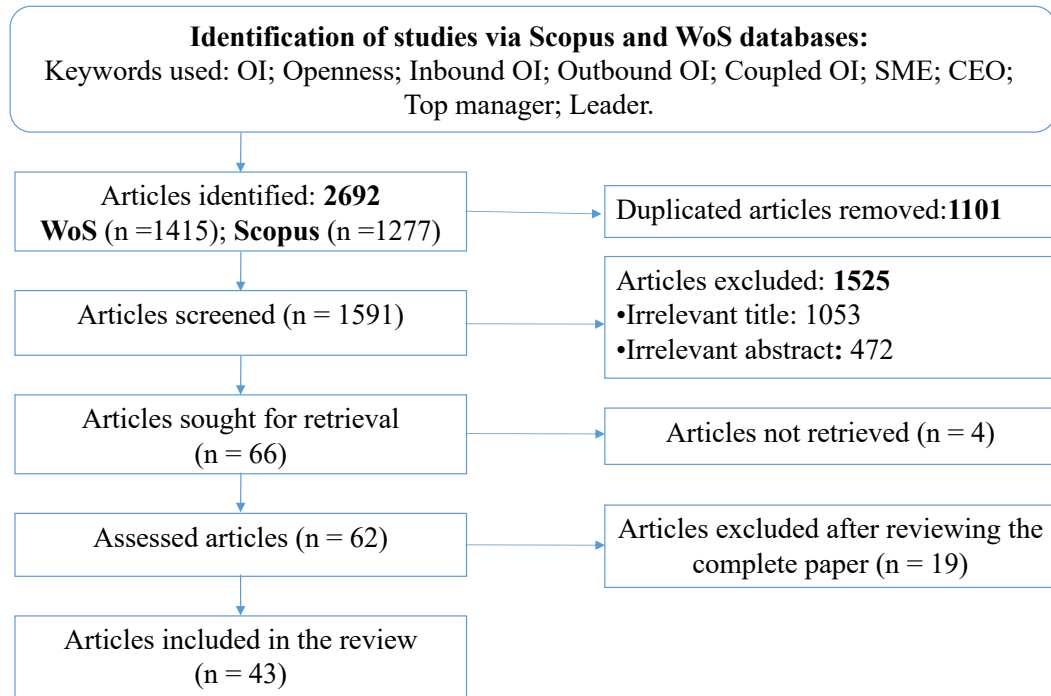 Identification of studies via Scopus and WoS databases:
Keywords used: OI; Openness; Inbound OI; Outbound OI; Coupled OI; SME; CEO;
Top manager; Leader.
Articles identified: 2692
WoS (n =1415); Scopus (n =1277)
Duplicated articles removed:1101
Articles screened (n = 1591)
Articles excluded: 1525
•Irrelevant title: 1053
•Irrelevant abstract: 472
Articles sought for retrieval
(n = 66)
Articles not retrieved (n = 4)
Assessed articles (n = 62)
Articles excluded after reviewing the
complete paper (n = 19)
Articles included in the review
(n = 43)